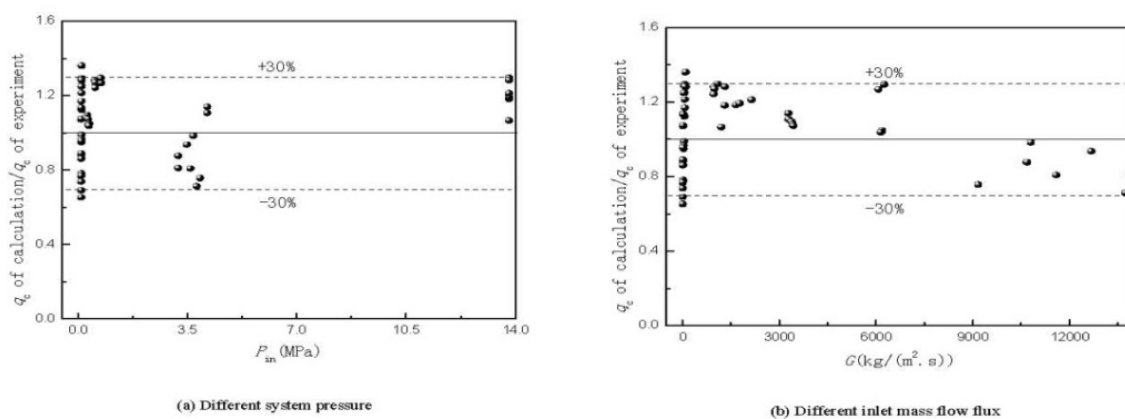 1.6
1.2
0.8
0.4
0.0
q_c of calculation/q_c of experiment
+30%
-30%
0.0 3.5 7.0 10.5 14.0
P_in (MPa)
(a) Different system pressure
1.6
1.2
0.8
0.4
0.0
q_c of calculation/q_c of experiment
+30%
-30%
0 3000 6000 9000 12000
G(kg/(m².s))
(b) Different inlet mass flow flux